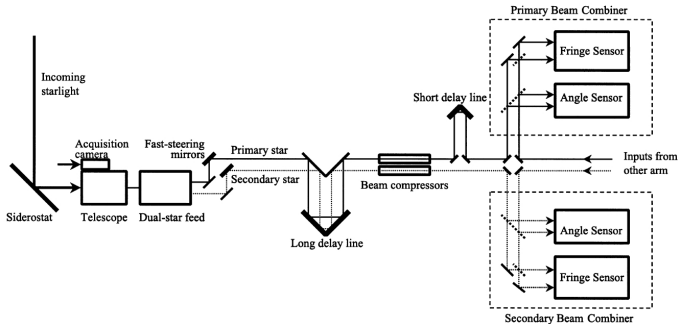 Primary Beam Combiner
Fringe Sensor
Angle Sensor
Incoming
starlight
Short delay line
Acquisition
camera
Fast-steering
mirrors
Primary star
Secondary star
Beam compressors
Inputs from
other arm
Siderostat
Telescope
Dual-star feed
Long delay line
Angle Sensor
Fringe Sensor
Secondary Beam Combiner